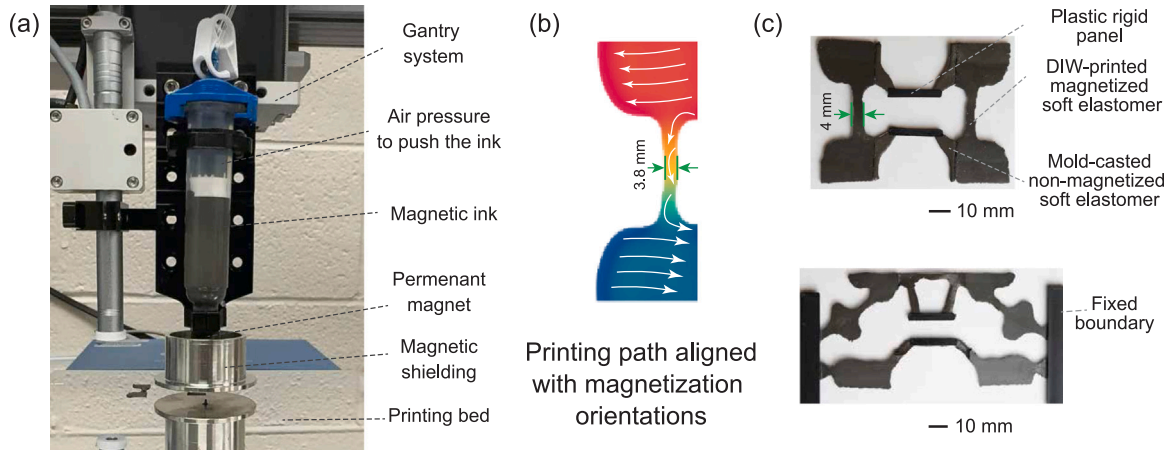 (a)
Gantry
system
Air pressure
to push the ink
Magnetic ink
Permenant
magnet
Magnetic
shielding
Printing bed
(b)
3.8 mm
Printing path aligned
with magnetization
orientations
(c)
Plastic rigid
panel
DIW-printed
magnetized
soft elastomer
4 mm
Mold-casted
non-magnetized
soft elastomer
10 mm
Fixed
boundary
10 mm